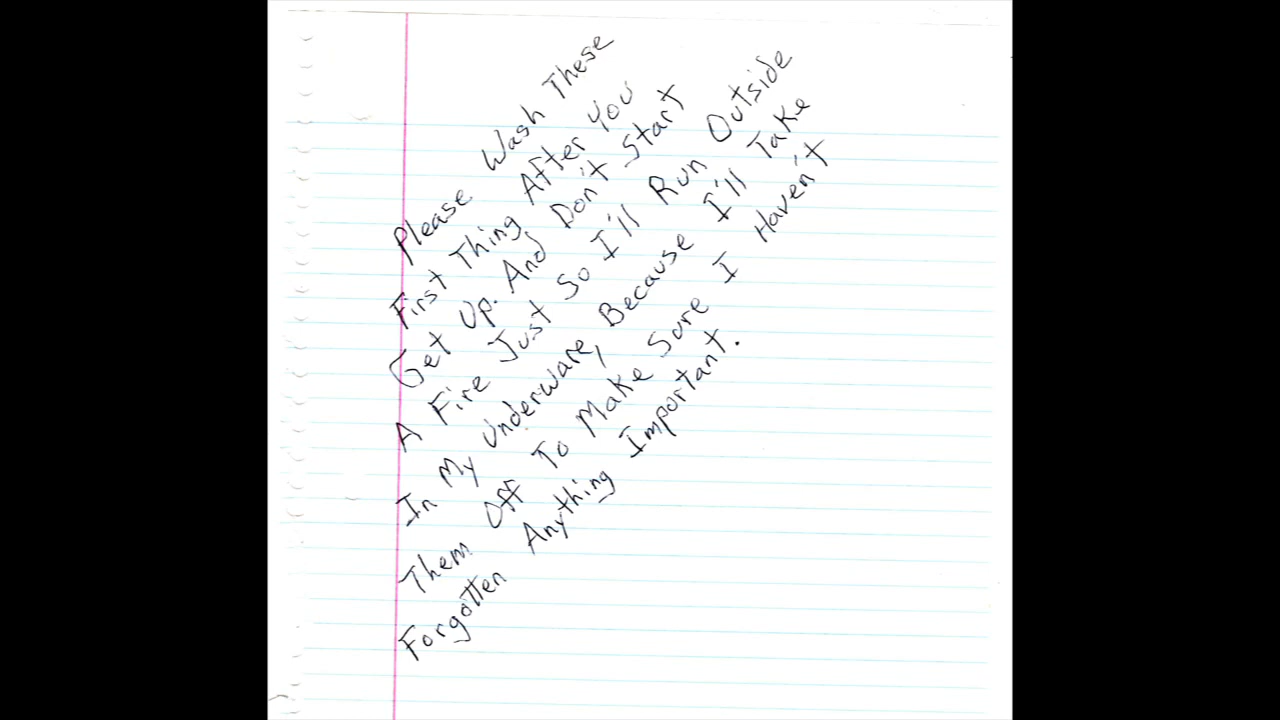 Please Wash These
First Thing After You
Get Up. And Don't Start
A Fire Just So I'll Run Outside
In My Underware, Because I'll Take
Them Off To Make Sure I Haven't
Forgotten Anything Important.